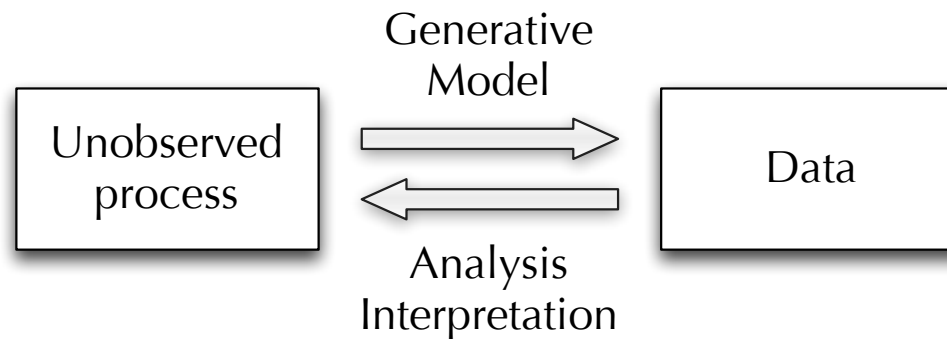 Generative
Model
Unobserved
process
Data
Analysis
Interpretation